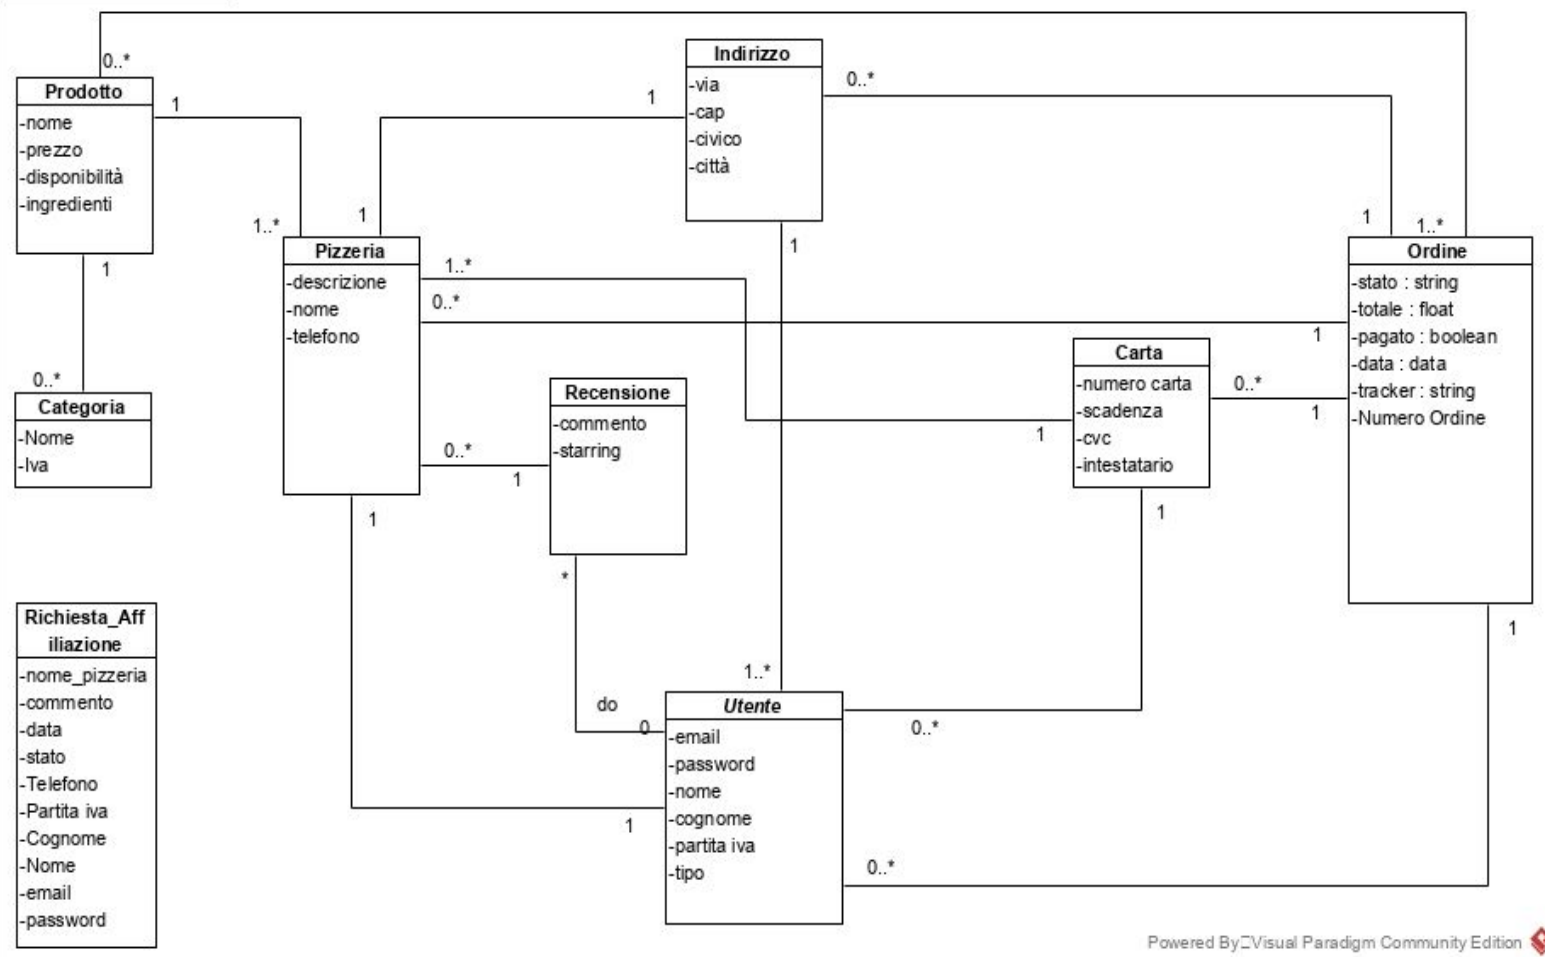 0..*
Prodotto
-nome
-prezzo
-disponibilità
-ingredienti
1
1
0..*
Categoria
-Nome
-Iva
Indirizzo
-via
-cap
-civico
-città
1
0..*
1
1
1..*
Pizzeria
-descrizione
-nome
-telefono
1..*
0..*
0..*
1
1
Recensione
-commento
-starring
*
do
0
1
Carta
-numero carta
-scadenza
-cvc
-intestatario
1
0..*
1
1
1
1..*
Ordine
-stato : string
-totale : float
-pagato : boolean
-data : data
-tracker : string
-Numero Ordine
1
1
Richiesta_Aff
iliazione
-nome_pizzeria
-commento
-data
-stato
-Telefono
-Partita iva
-Cognome
-Nome
-email
-password
1..*
Utente
-email
-password
-nome
-cognome
-partita iva
-tipo
0..*
0..*
Powered By Visual Paradigm Community Edition